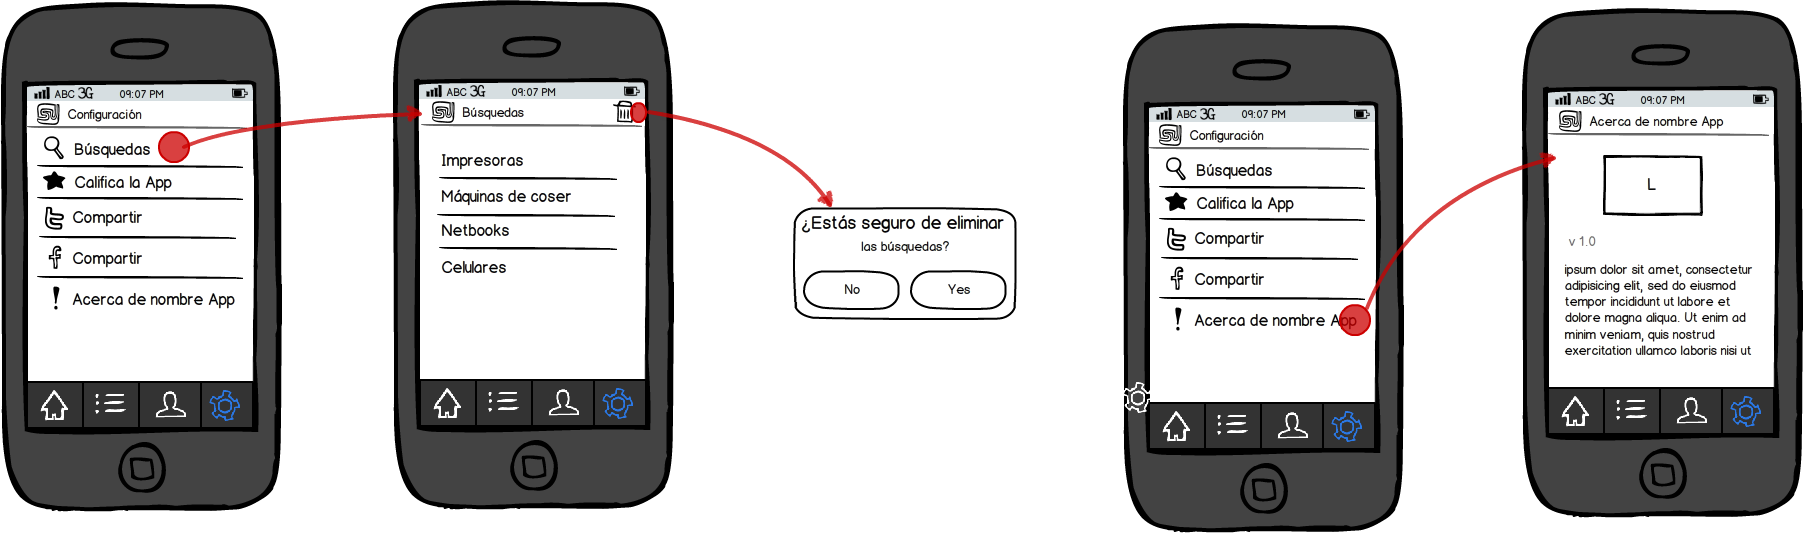 ABC 3G 09:07 PM
Configuración
Búsquedas
Califica la App
Compartir
Compartir
Acerca de nombre App
ABC 3G 09:07 PM
Búsquedas
Impresoras
Máquinas de coser
Netbooks
Celulares
¿Estás seguro de eliminar
las búsquedas?
No Yes
ABC 3G 09:07 PM
Configuración
Búsquedas
Califica la App
Compartir
Compartir
Acerca de nombre App
ABC 3G 09:07 PM
Acerca de nombre App
L
v 1.0
ipsum dolor sit amet, consectetur
adipisicing elit, sed do eiusmod
tempor incididunt ut labore et
dolore magna aliqua. Ut enim ad
minim veniam, quis nostrud
exercitation ullamco laboris nisi ut